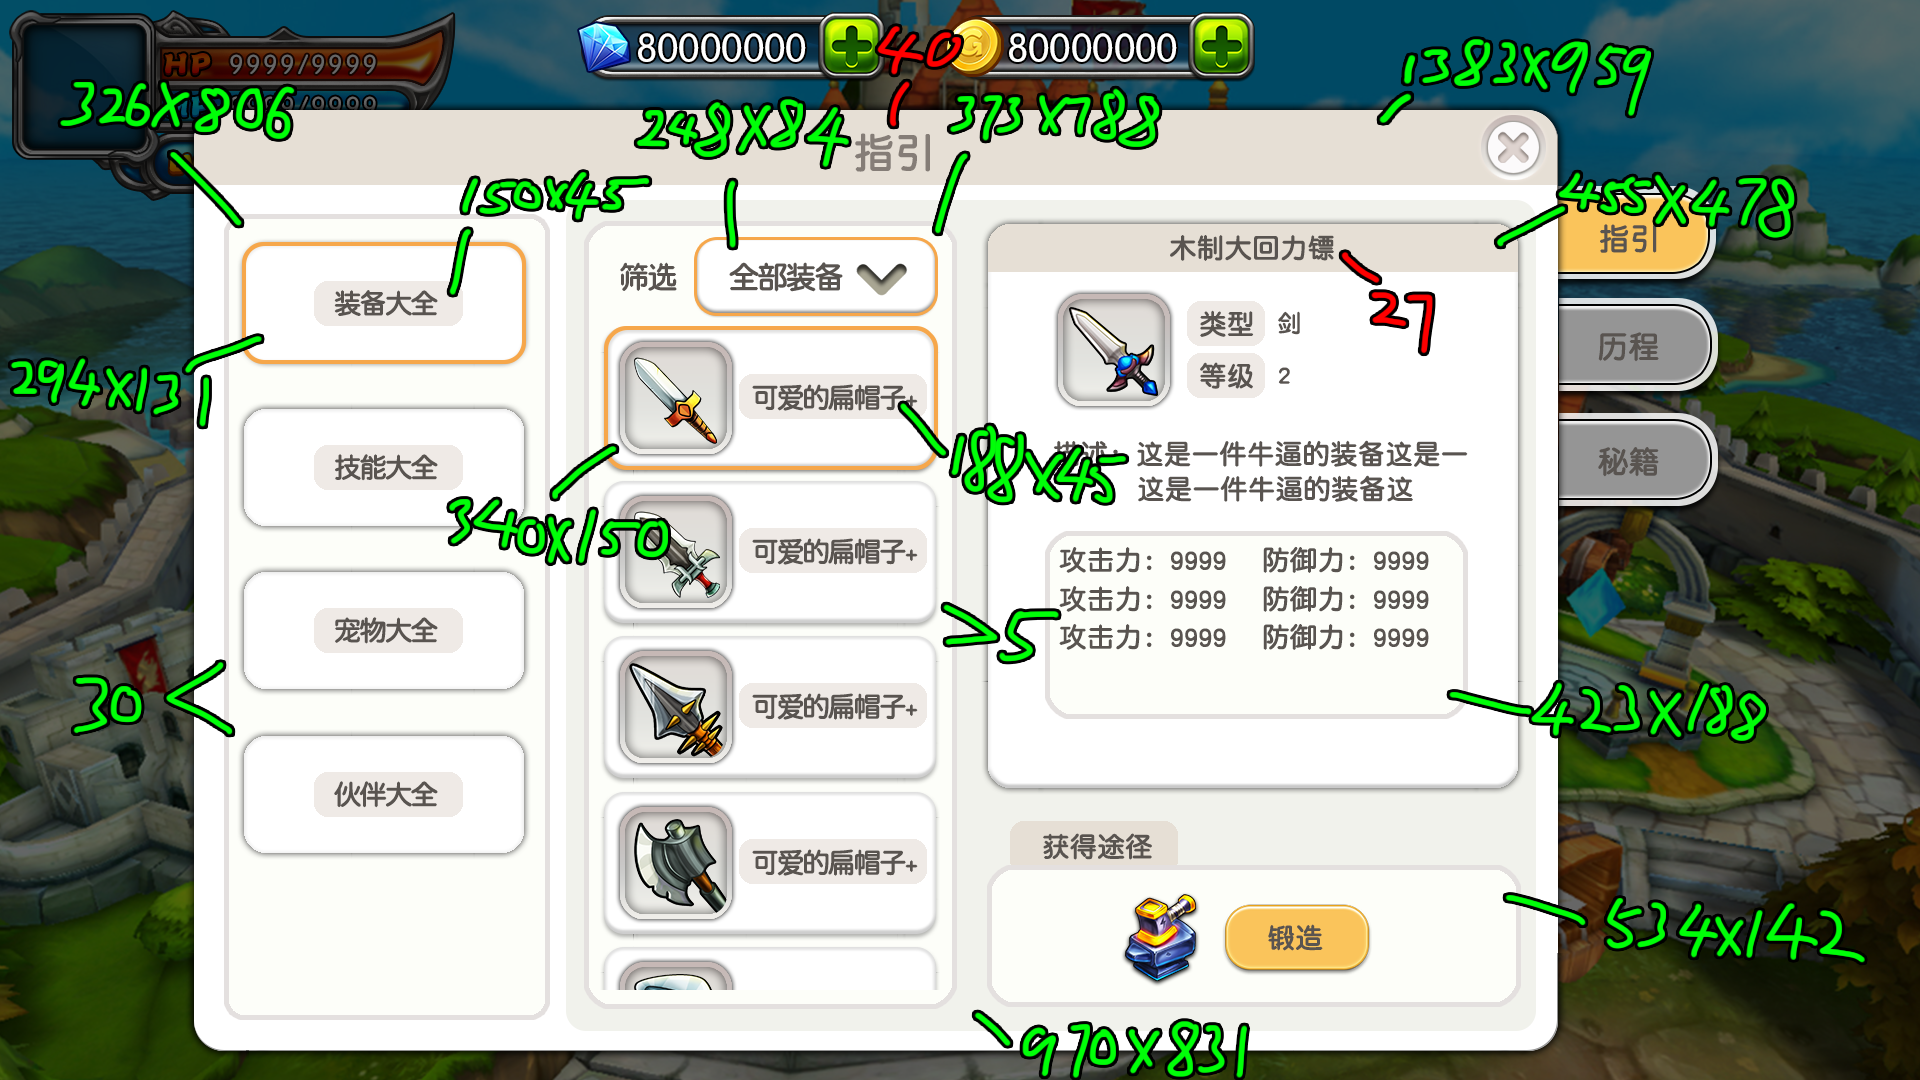 HP 9999/9999
80000000
80000000
40
1383X959
326X806
/9999
248X84
373X788
指引
150X45
455X478
指引
筛选
全部装备
木制大回力镖
27
装备大全
294X131
类型 剑
等级 2
历程
可爱的扁帽子+
188X45
描述：这是一件牛逼的装备这是一
这是一件牛逼的装备这
秘籍
技能大全
340X150
可爱的扁帽子+
攻击力：9999 防御力：9999
攻击力：9999 防御力：9999
攻击力：9999 防御力：9999
>5
宠物大全
30
可爱的扁帽子+
423X188
伙伴大全
可爱的扁帽子+
获得途径
锻造
534X142
970X831